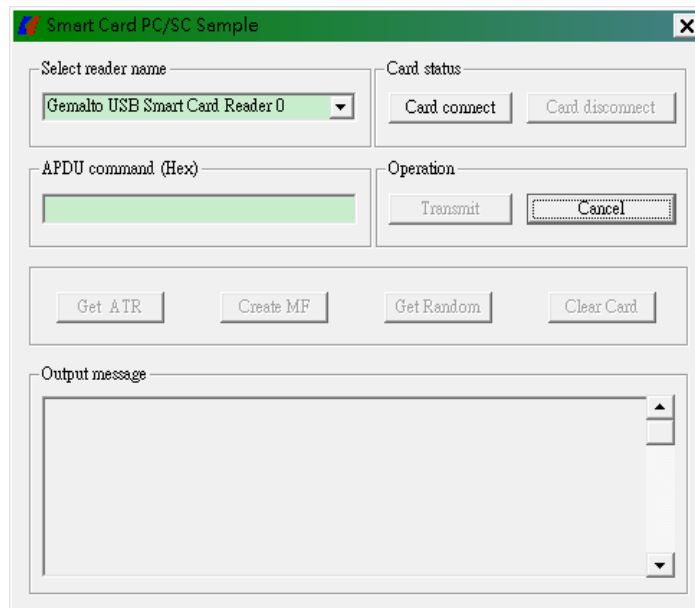 Smart Card PC/SC Sample
Select reader name
Gemalto USB Smart Card Reader 0
Card status
Card connect
Card disconnect
APDU command (Hex)
Operation
Transmit
Cancel
Get ATR
Create MF
Get Random
Clear Card
Output message